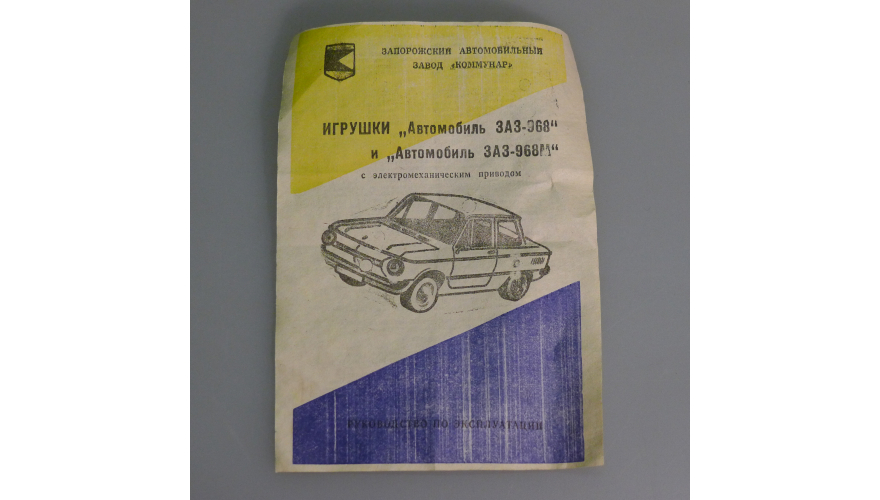 ЗАПОРОЖСКИЙ АВТОМОБИЛЬНЫЙ
ЗАВОД „КОММУНАР»
ИГРУШКИ „Автомобиль ЗАЗ-968“
и „Автомобиль ЗАЗ-968М“
с электромеханическим приводом
РУКОВОДСТВО ПО ЭКСПЛУАТАЦИИ